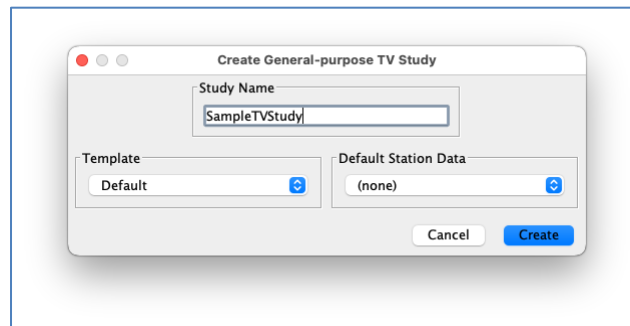 Create General-purpose TV Study
Study Name
SampleTVStudy
Template
Default
Default Station Data
(none)
Cancel
Create